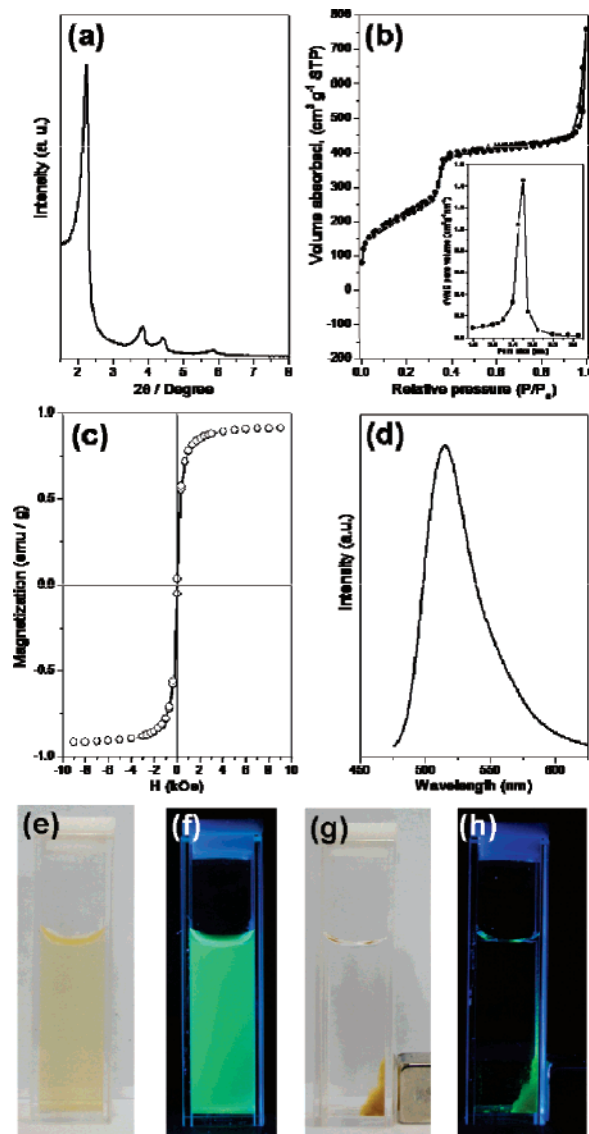 (a)
Intensity (a. u.)
2 3 4 5 6 7 8
2θ / Degree
(b)
Volume absorbed, (cm³ g⁻¹ STP)
800
700
600
500
400
300
200
100
0
-100
-200
0.0 0.2 0.4 0.6 0.8 1.0
Relative pressure (P/P₀)
(c)
Magnetization (emu / g)
1.0
0.5
0.0
-0.5
-1.0
-10 -8 -6 -4 -2 0 2 4 6 8 10
H (kOe)
(d)
Intensity (a.u.)
450 500 550 600
Wavelength (nm)
(e)
(f)
(g)
(h)